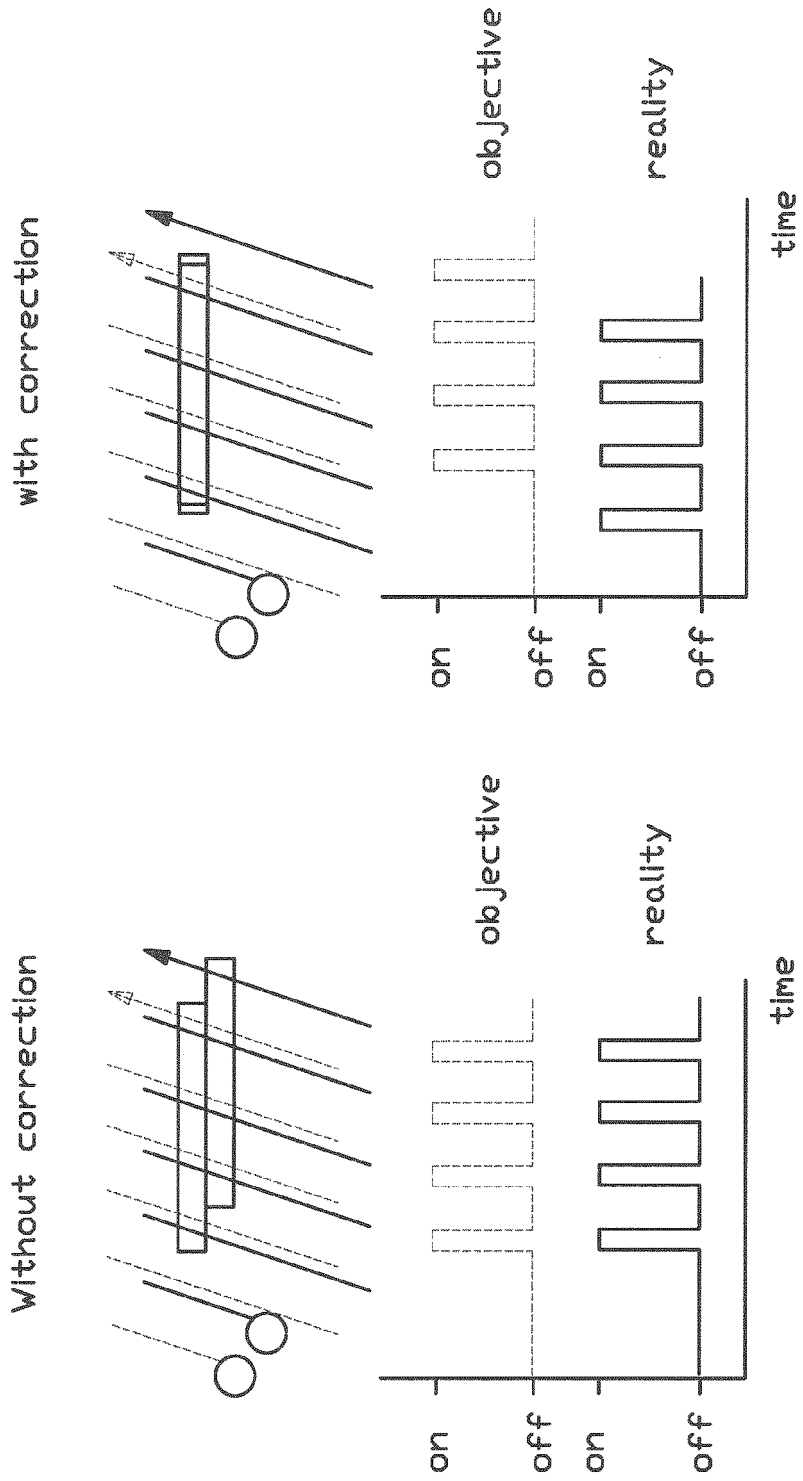 Without correction
on
off
objective
on
off
reality
time
with correction
on
off
objective
on
off
reality
time